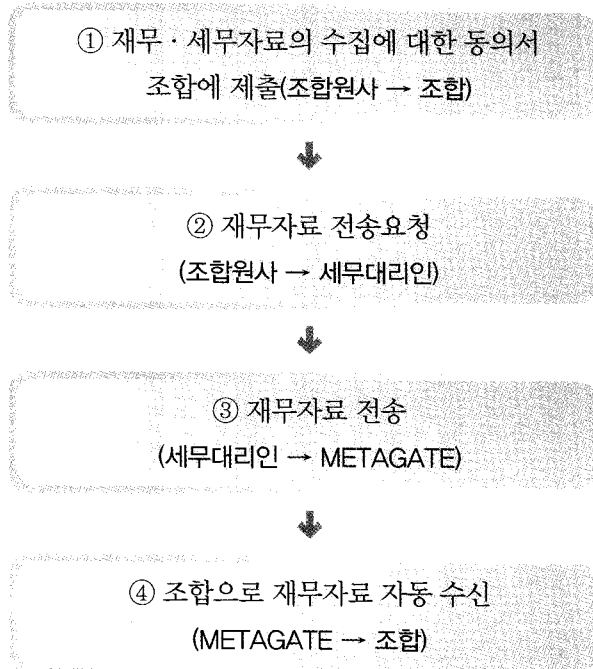 ① 재무 · 세무자료의 수집에 대한 동의서
조합에 제출(조합원사 → 조합)
② 재무자료 전송요청
(조합원사 → 세무대리인)
③ 재무자료 전송
(세무대리인 → METAGATE)
④ 조합으로 재무자료 자동 수신
(METAGATE → 조합)